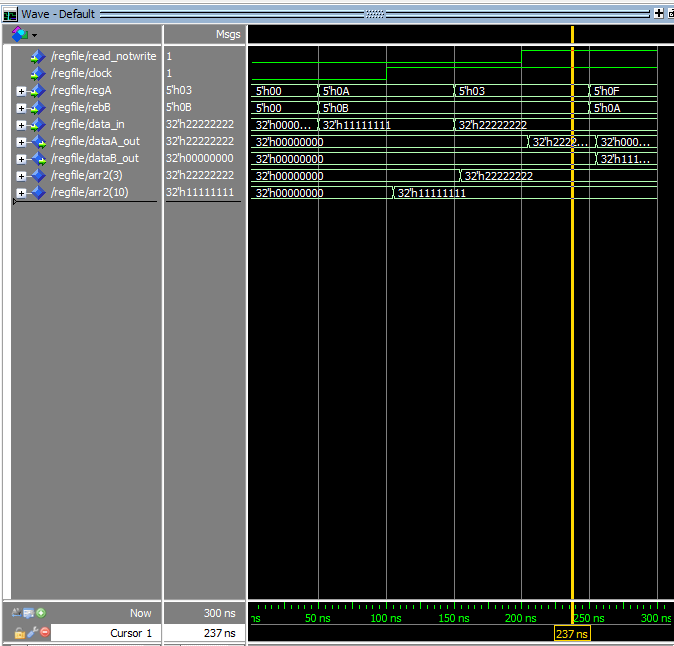 Wave - Default
Msgs
/regfile/read_notwrite 1
/regfile/clock 1
/regfile/regA 5'h03 5'h00 5'h0A 5'h03 5'h0F
/regfile/rebB 5'h0B 5'h00 5'h0B 5'h0A
/regfile/data_in 32'h22222222 32'h0000... 32'h11111111 32'h22222222
/regfile/dataA_out 32'h22222222 32'h00000000 32'h2222... 32'h000...
/regfile/dataB_out 32'h00000000 32'h00000000 32'h111...
/regfile/arr2(3) 32'h22222222 32'h00000000 32'h22222222
/regfile/arr2(10) 32'h11111111 32'h00000000 32'h11111111
Now 300 ns ns 50 ns 100 ns 150 ns 200 ns 250 ns 300 ns
Cursor 1 237 ns 237 ns